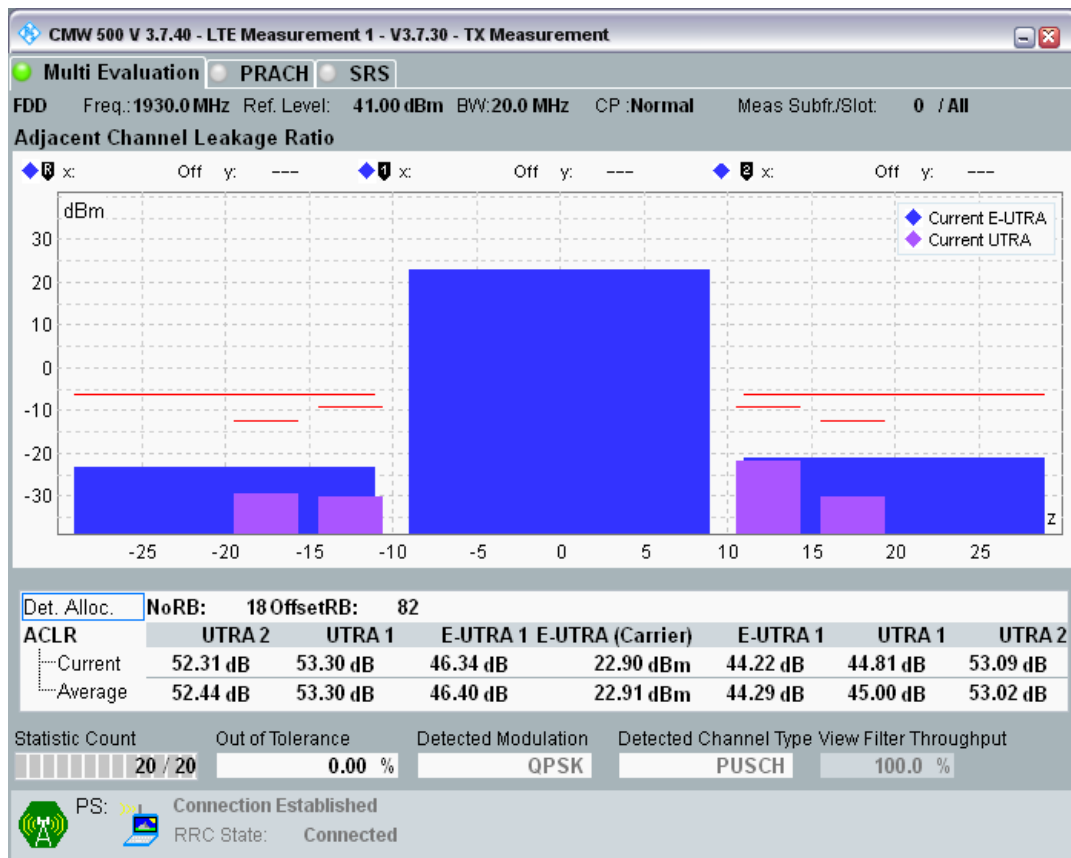 CMW 500 V 3.7.40 - LTE Measurement 1 - V3.7.30 - TX Measurement
Multi Evaluation PRACH SRS
FDD Freq.:1930.0 MHz Ref. Level: 41.00 dBm BW:20.0 MHz CP :Normal Meas Subfr./Slot: 0 / All
Adjacent Channel Leakage Ratio
R x: Off y: --- 1 x: Off y: --- 2 x: Off y: ---
dBm
Current E-UTRA
Current UTRA
30
20
10
0
-10
-20
-30
z
-25 -20 -15 -10 -5 0 5 10 15 20 25
Det. Alloc. NoRB: 18 OffsetRB: 82
ACLR UTRA 2 UTRA 1 E-UTRA 1 E-UTRA (Carrier) E-UTRA 1 UTRA 1 UTRA 2
Current 52.31 dB 53.30 dB 46.34 dB 22.90 dBm 44.22 dB 44.81 dB 53.09 dB
Average 52.44 dB 53.30 dB 46.40 dB 22.91 dBm 44.29 dB 45.00 dB 53.02 dB
Statistic Count Out of Tolerance Detected Modulation Detected Channel Type View Filter Throughput
20 / 20 0.00 % QPSK PUSCH 100.0 %
PS: Connection Established
RRC State: Connected